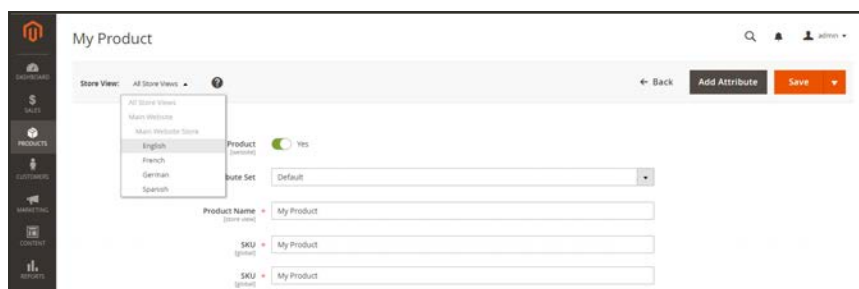 My Product
admin
DASHBOARD
SALES
PRODUCTS
CUSTOMERS
MARKETING
CONTENT
REPORTS
Store View: All Store Views
← Back Add Attribute Save
All Store Views
Main Website
Main Website Store
English
French
German
Spanish
Product Yes
[website]
bute Set Default
Product Name * My Product
[store view]
SKU * My Product
[global]
SKU * My Product
[global]